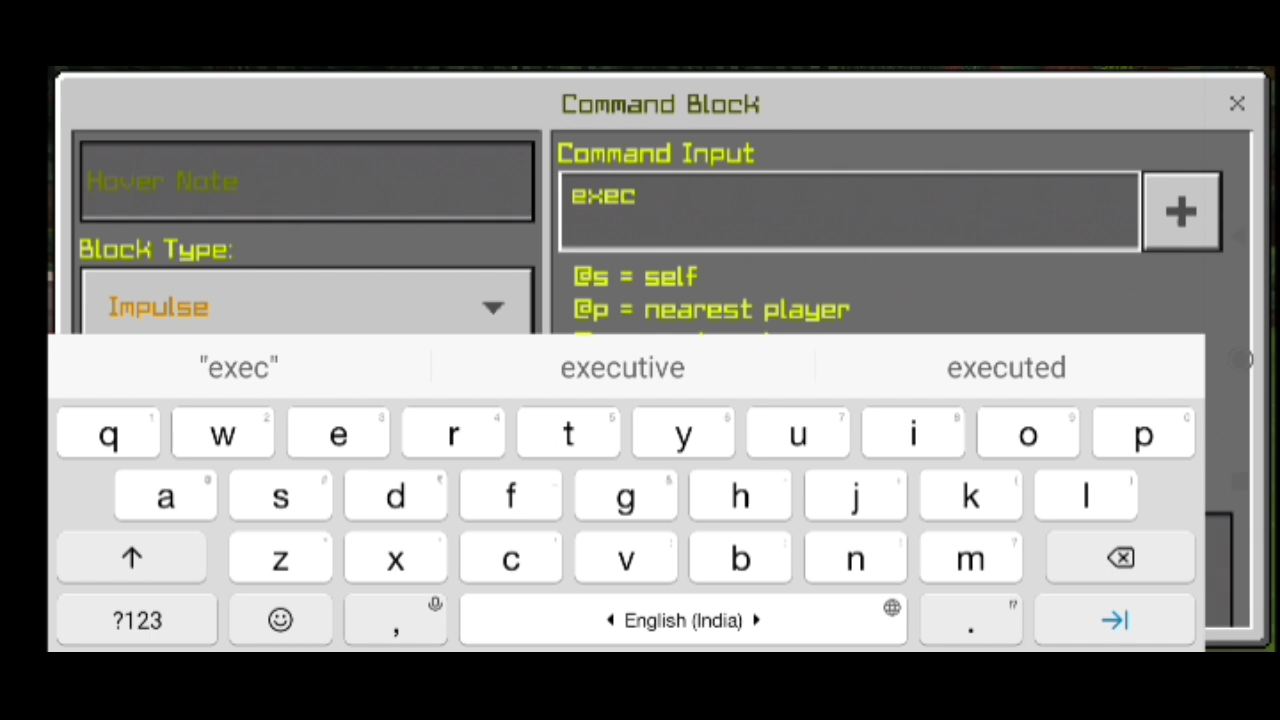 Command Block
Hover Note
Block Type:
Impulse
Command Input
exec
@s = self
@p = nearest player
"exec" executive executed
q w e r t y u i o p
a s d f g h j k l
z x c v b n m
?123 , English (India) .